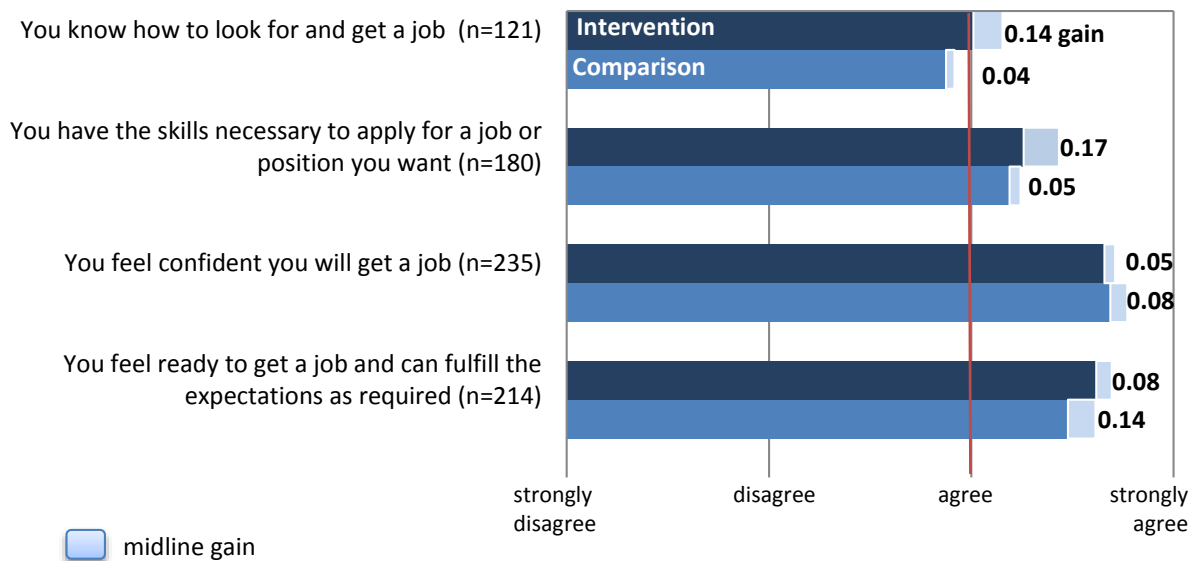 You know how to look for and get a job (n=121)
Intervention
0.14 gain
Comparison
0.04
You have the skills necessary to apply for a job or
position you want (n=180)
0.17
0.05
You feel confident you will get a job (n=235)
0.05
0.08
You feel ready to get a job and can fulfill the
expectations as required (n=214)
0.08
0.14
strongly
disagree
disagree
agree
strongly
agree
midline gain